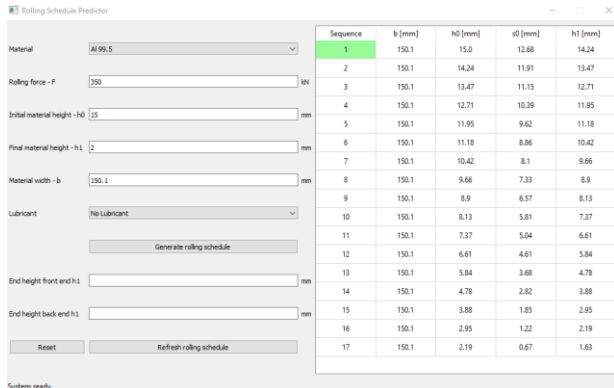 Rolling Schedule Predictor
Material Al 99.5
Rolling force - F 350 kN
Initial material height - h0 15 mm
Final material height - h1 2 mm
Material width - b 150.1 mm
Lubricant No Lubricant
Generate rolling schedule
End height front end h1 mm
End height back end h1 mm
Reset Refresh rolling schedule
System ready
Sequence b [mm] h0 [mm] s0 [mm] h1 [mm]
1 150.1 15.0 12.68 14.24
2 150.1 14.24 11.91 13.47
3 150.1 13.47 11.15 12.71
4 150.1 12.71 10.39 11.95
5 150.1 11.95 9.62 11.18
6 150.1 11.18 8.86 10.42
7 150.1 10.42 8.1 9.66
8 150.1 9.66 7.33 8.9
9 150.1 8.9 6.57 8.13
10 150.1 8.13 5.81 7.37
11 150.1 7.37 5.04 6.61
12 150.1 6.61 4.61 5.84
13 150.1 5.84 3.68 4.78
14 150.1 4.78 2.82 3.88
15 150.1 3.88 1.85 2.95
16 150.1 2.95 1.22 2.19
17 150.1 2.19 0.67 1.63